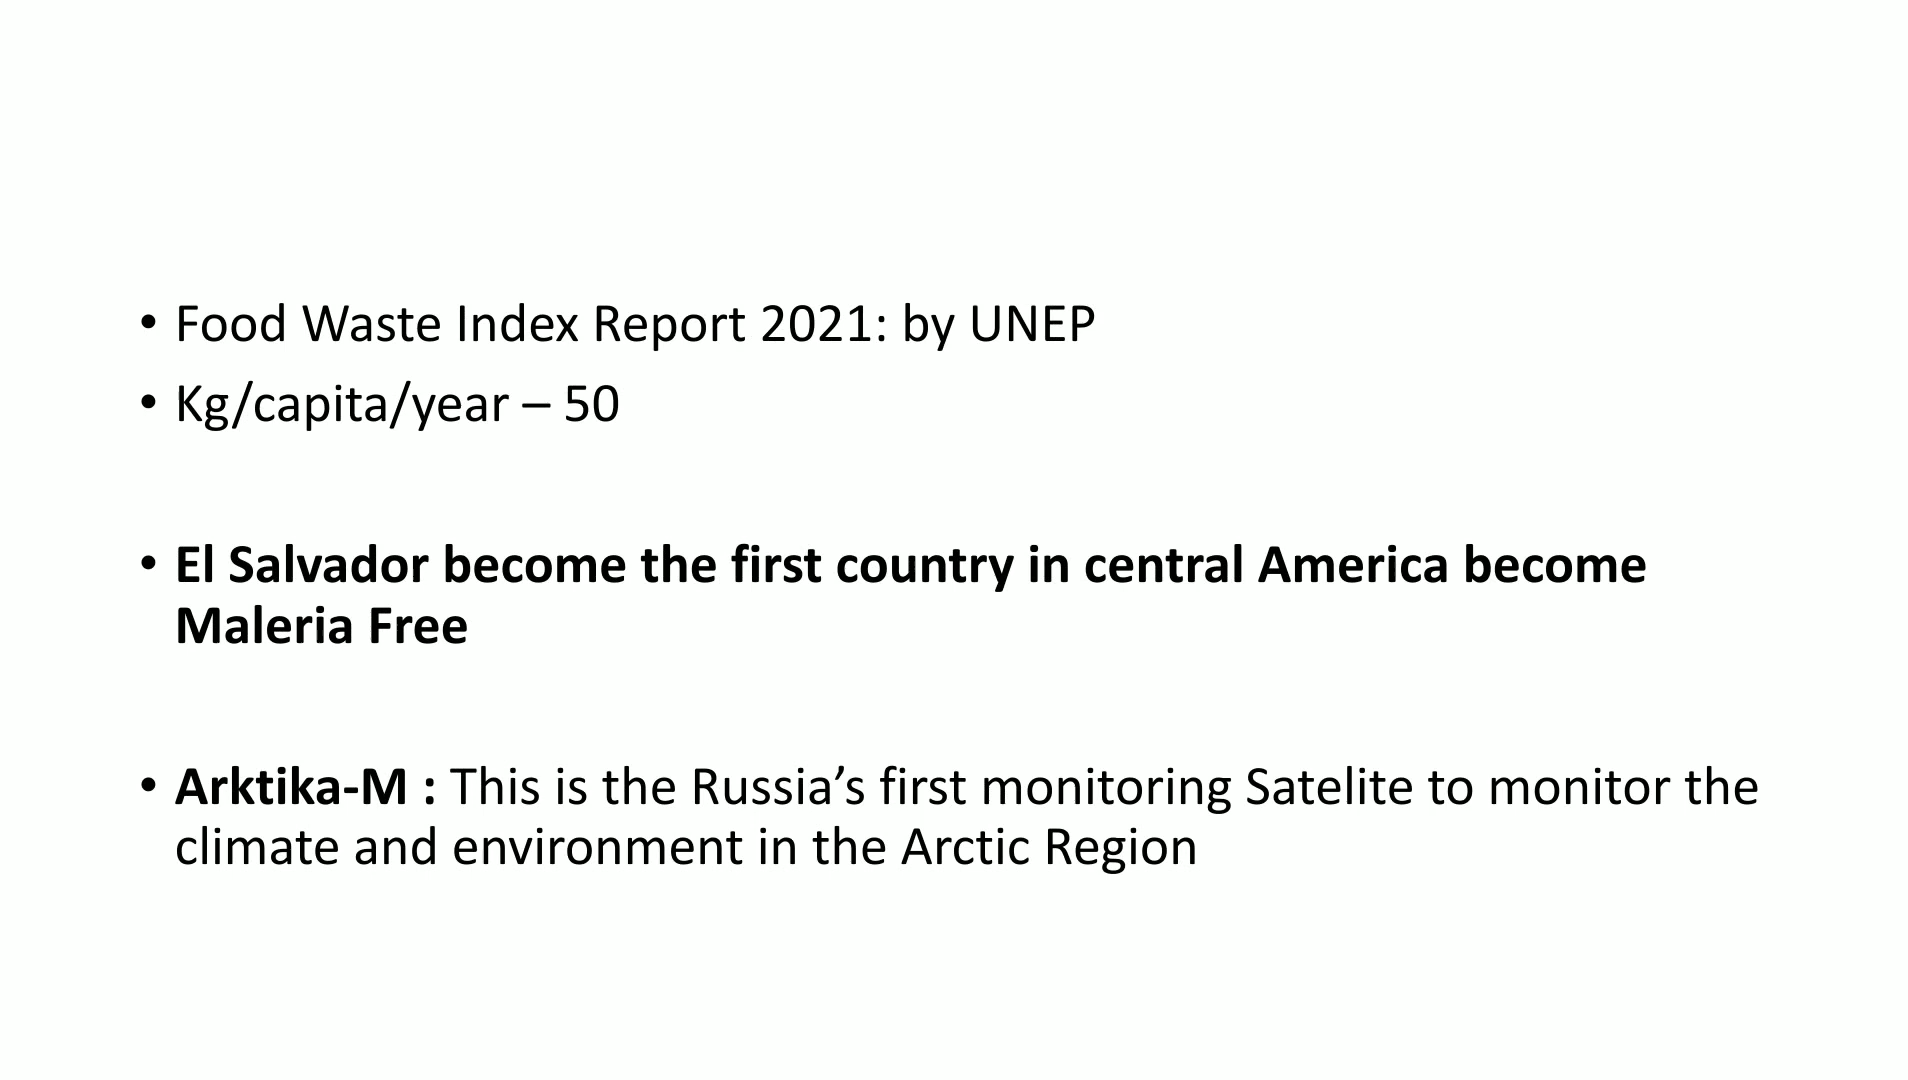 • Food Waste Index Report 2021: by UNEP
• Kg/capita/year – 50
• El Salvador become the first country in central America become
Maleria Free
• Arktika-M : This is the Russia’s first monitoring Satelite to monitor the
climate and environment in the Arctic Region